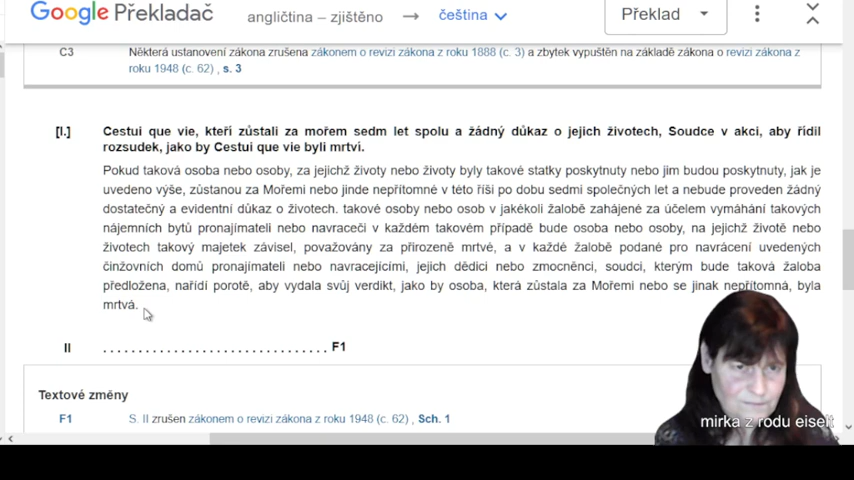 Google Překladač
angličtina – zjištěno → čeština
Překlad
C3 Některá ustanovení zákona zrušena zákonem o revizi zákona z roku 1888 (c. 3) a zbytek vypuštěn na základě zákona o revizi zákona z
roku 1948 (c. 62) , s. 3
[I.] Cestui que vie, kteří zůstali za mořem sedm let spolu a žádný důkaz o jejich životech, Soudce v akci, aby řídil
rozsudek, jako by Cestui que vie byli mrtvi.
Pokud taková osoba nebo osoby, za jejichž životy nebo životy byly takové statky poskytnuty nebo jim budou poskytnuty, jak je
uvedeno výše, zůstanou za Mořemi nebo jinde nepřítomné v této říši po dobu sedmi společných let a nebude proveden žádný
dostatečný a evidentní důkaz o životech. takové osoby nebo osob v jakékoli žalobě zahájené za účelem vymáhání takových
nájemních bytů pronajímateli nebo navraceči v každém takovém případě bude osoba nebo osoby, na jejichž životě nebo
životech takový majetek závisel, považovány za přirozeně mrtvé, a v každé žalobě podané pro navrácení uvedených
činžovních domů pronajímateli nebo navracejícími, jejich dědici nebo zmocněnci, soudci, kterým bude taková žaloba
předložena, nařídí porotě, aby vydala svůj verdikt, jako by osoba, která zůstala za Mořemi nebo se jinak nepřítomná, byla
mrtvá.
II . . . . . . . . . . . . . . . . . . . . . . . . . . . . . . . . F1
Textové změny
F1 S. II zrušen zákonem o revizi zákona z roku 1948 (c. 62) , Sch. 1
mirka z rodu eiselt